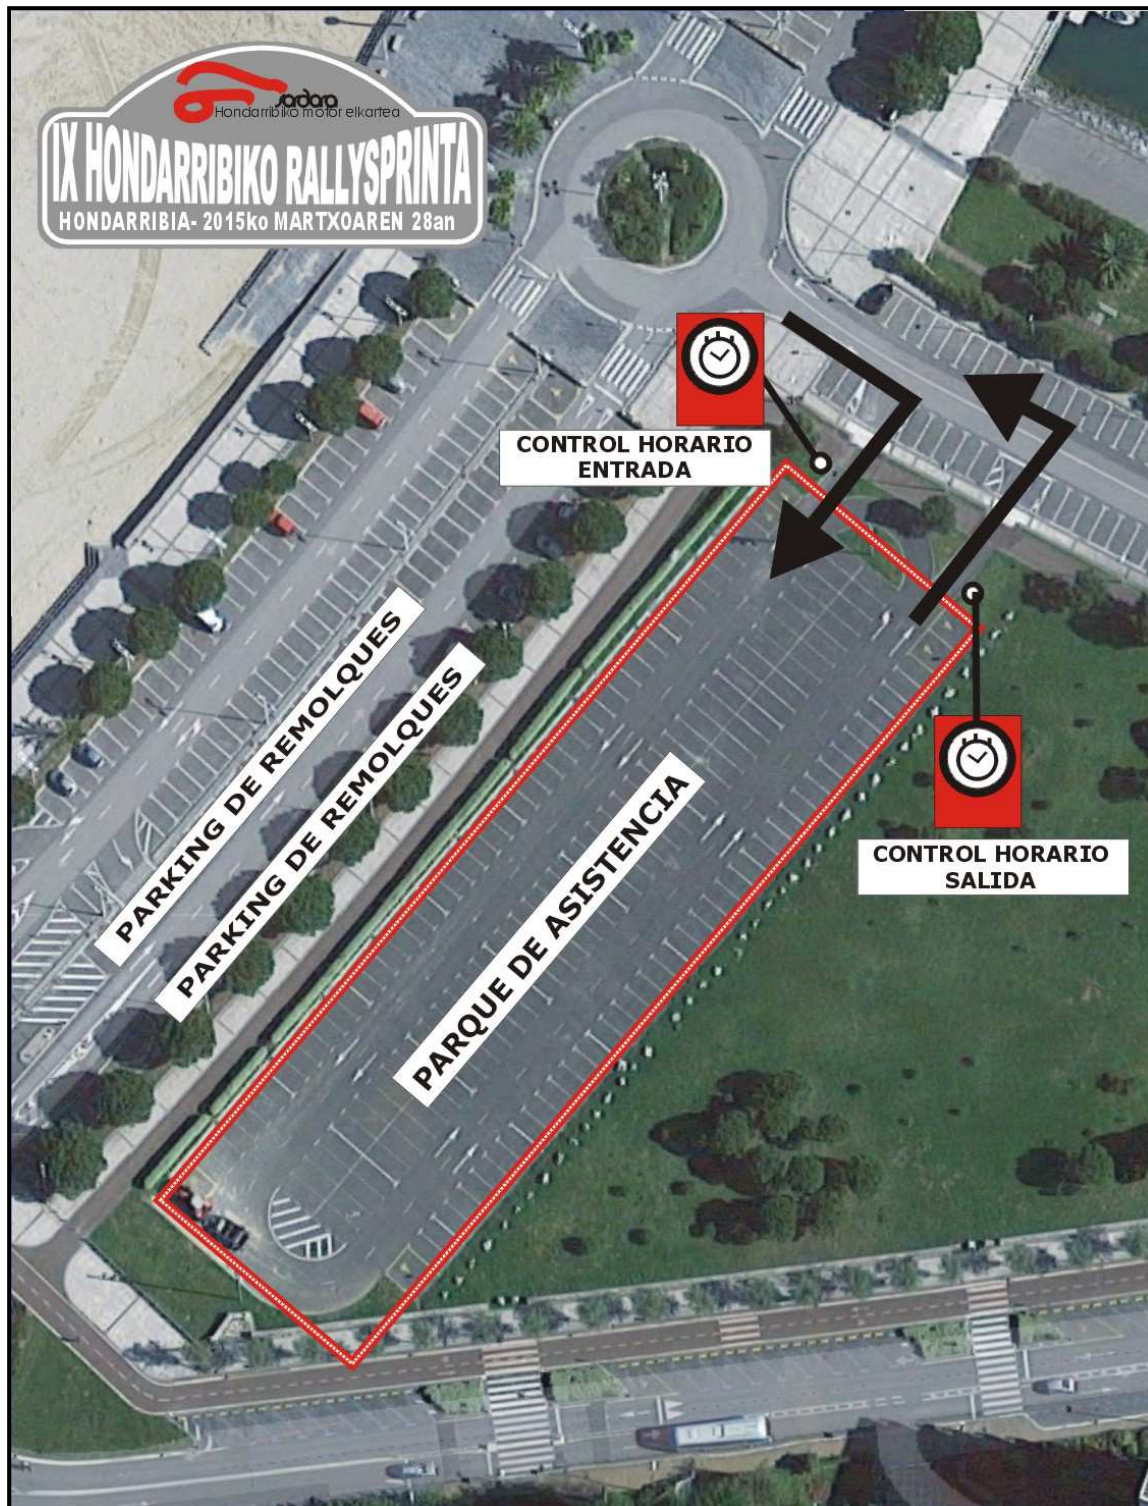 sardara
Hondarribiko motor elkartea
IX HONDARRIBIKO RALLYSPRINTA
HONDARRIBIA- 2015ko MARTXOAREN 28an
CONTROL HORARIO
ENTRADA
PARKING DE REMOLQUES
PARKING DE REMOLQUES
PARQUE DE ASISTENCIA
CONTROL HORARIO
SALIDA